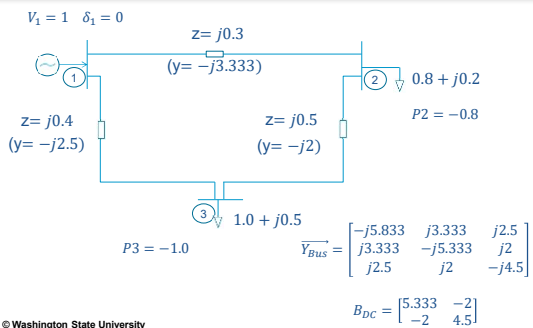 V₁ = 1 δ₁ = 0
z= j0.3
(y= −j3.333)
1
2
0.8 + j0.2
P2 = −0.8
z= j0.4
(y= −j2.5)
z= j0.5
(y= −j2)
3
1.0 + j0.5
P3 = −1.0
Y_Bus = [−j5.833 j3.333 j2.5
j3.333 −j5.333 j2
j2.5 j2 −j4.5]
B_DC = [5.333 −2
−2 4.5]
© Washington State University